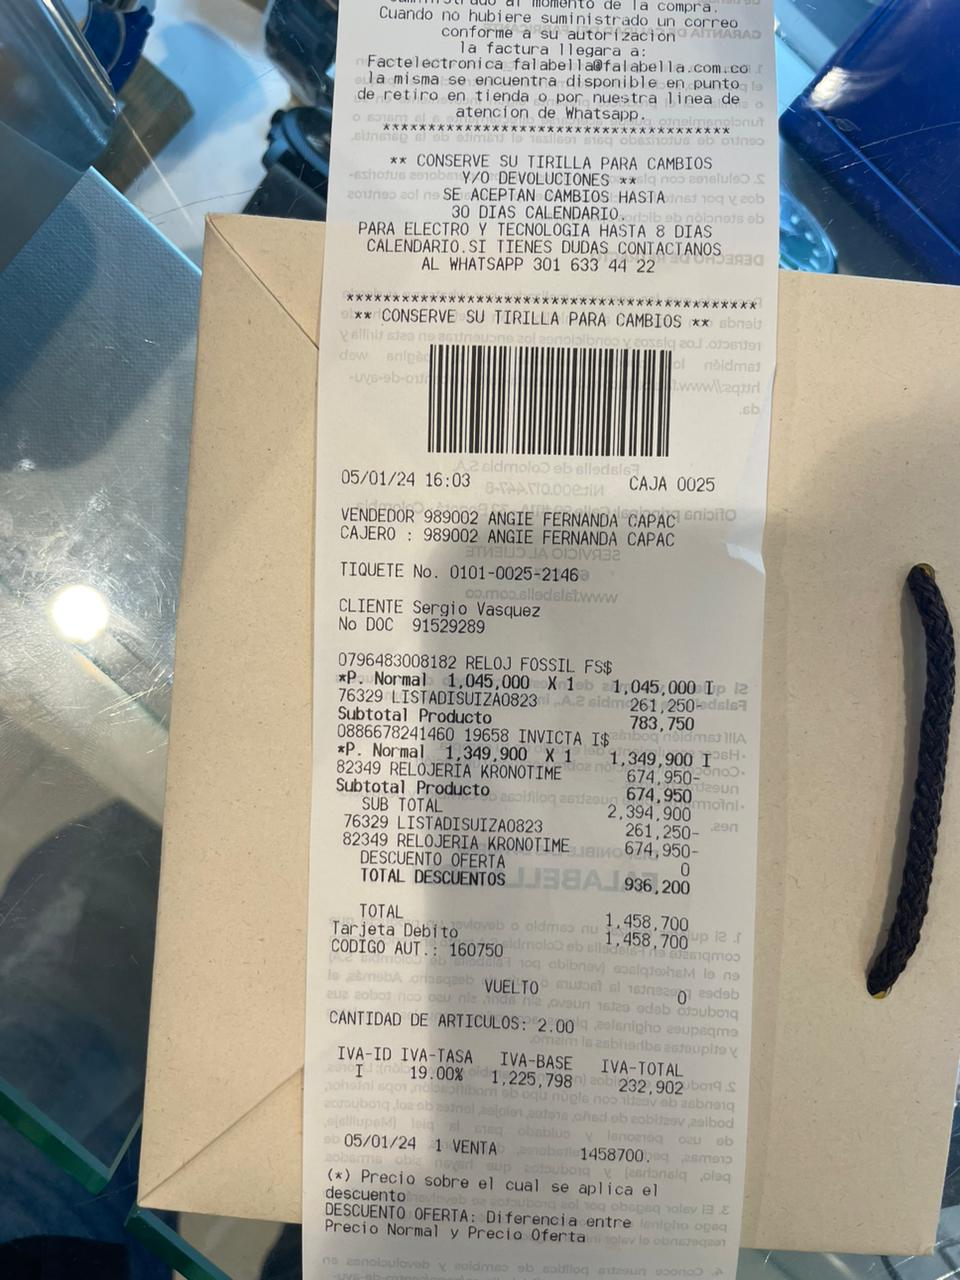 suministrado al momento de la compra.
Cuando no hubiere suministrado un correo
conforme a su autorizacion
la factura llegara a:
Factelectronica_falabella@falabella.com.co
la misma se encuentra disponible en punto
de retiro en tienda o por nuestra linea de
atencion de Whatsapp.
** CONSERVE SU TIRILLA PARA CAMBIOS
Y/O DEVOLUCIONES **
SE ACEPTAN CAMBIOS HASTA
30 DIAS CALENDARIO.
PARA ELECTRO Y TECNOLOGIA HASTA 8 DIAS
CALENDARIO.SI TIENES DUDAS CONTACTANOS
AL WHATSAPP 301 633 44 22
** CONSERVE SU TIRILLA PARA CAMBIOS **
05/01/24 16:03 CAJA 0025
VENDEDOR 989002 ANGIE FERNANDA CAPAC
CAJERO : 989002 ANGIE FERNANDA CAPAC
TIQUETE No. 0101-0025-2146
CLIENTE Sergio Vasquez
No DOC 91529289
0796483008182 RELOJ FOSSIL FS$
*P. Normal 1,045,000 X 1 1,045,000 I
76329 LISTADISUIZA0823 261,250-
Subtotal Producto 783,750
0886678241460 19658 INVICTA I$
*P. Normal 1,349,900 X 1 1,349,900 I
82349 RELOJERIA KRONOTIME 674,950-
Subtotal Producto 674,950
SUB TOTAL 2,394,900
76329 LISTADISUIZA0823 261,250-
82349 RELOJERIA KRONOTIME 674,950-
DESCUENTO OFERTA 0
TOTAL DESCUENTOS 936,200
TOTAL 1,458,700
Tarjeta Debito 1,458,700
CODIGO AUT.: 160750
VUELTO 0
CANTIDAD DE ARTICULOS: 2.00
IVA-ID IVA-TASA IVA-BASE IVA-TOTAL
I 19.00% 1,225,798 232,902
05/01/24 1 VENTA 1458700.
(*) Precio sobre el cual se aplica el
descuento
DESCUENTO OFERTA: Diferencia entre
Precio Normal y Precio Oferta